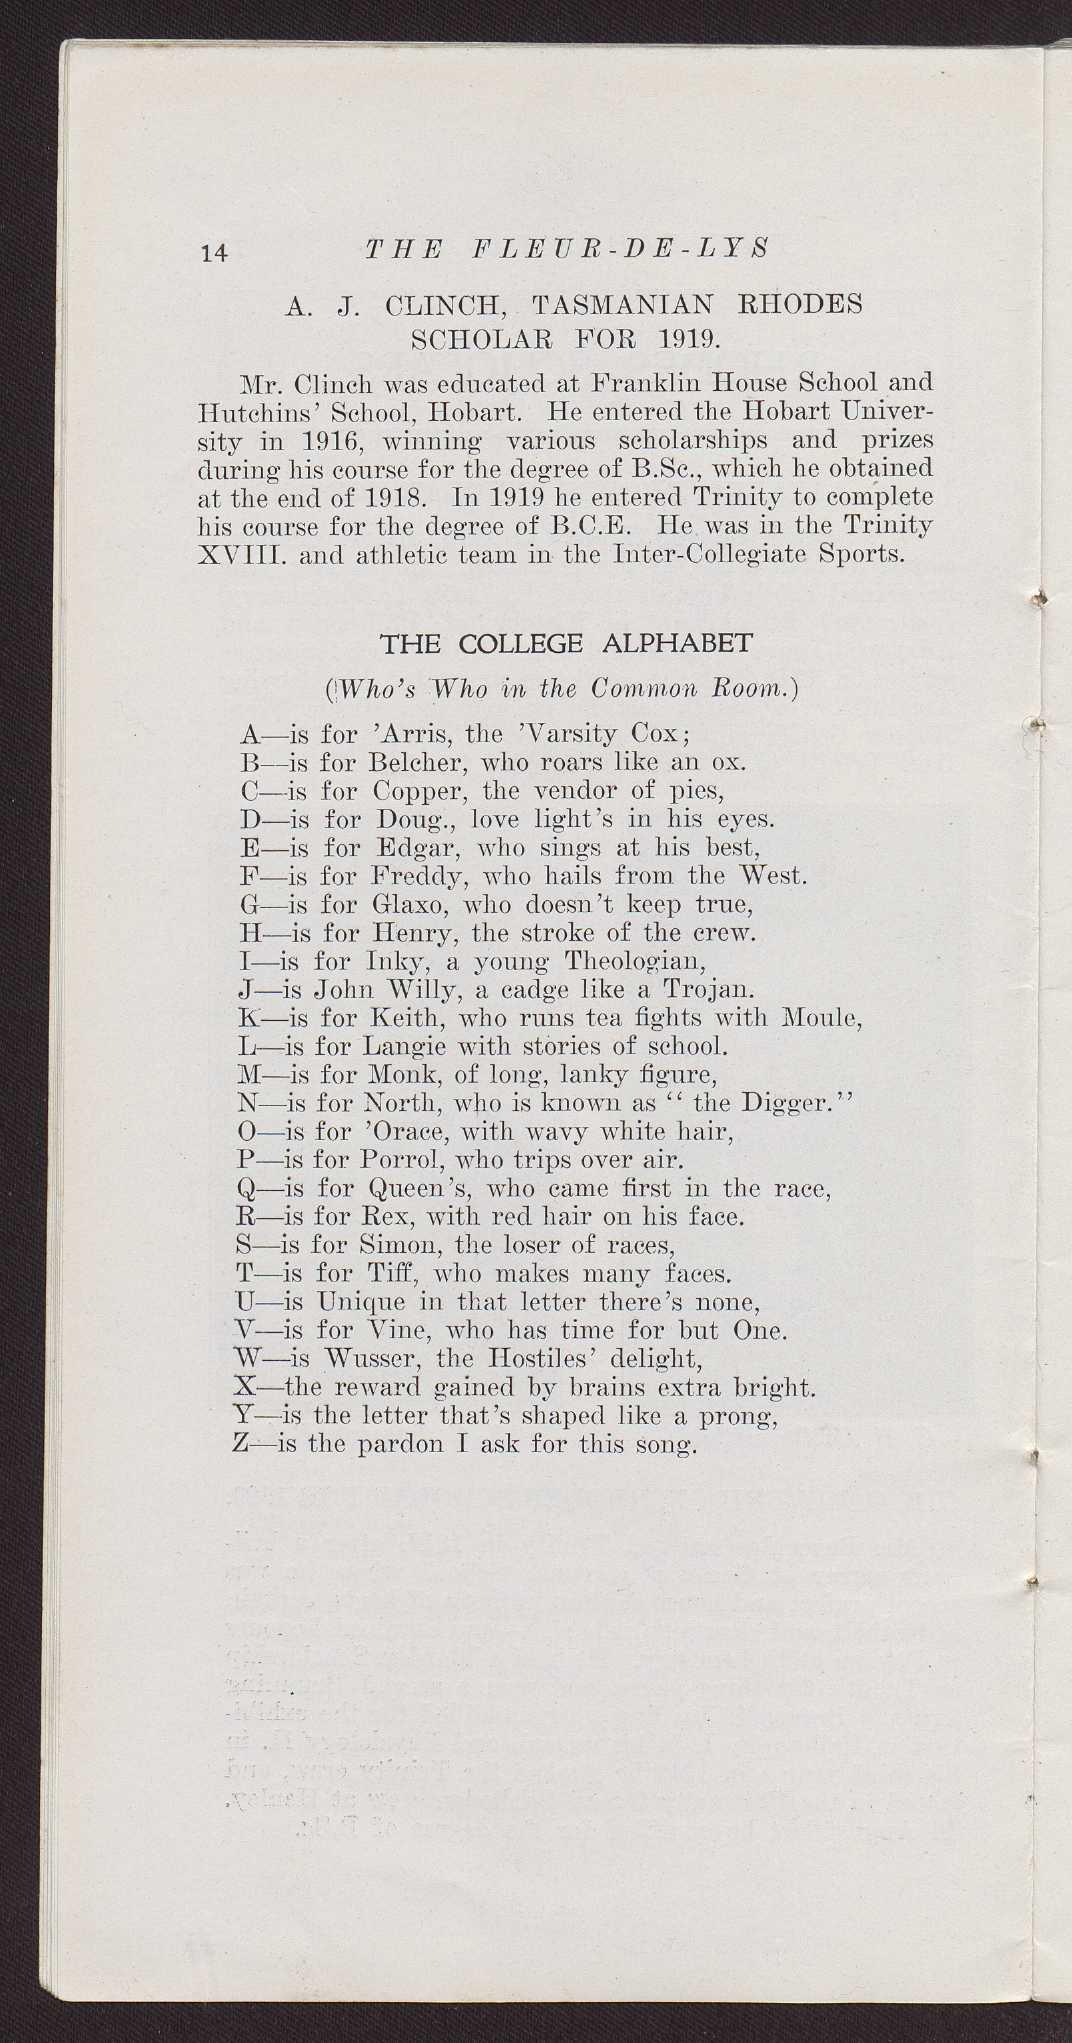 14 THE FLEUR-DE-LYS
A. J. CLINCH, TASMANIAN RHODES
SCHOLAR FOR 1919.
Mr. Clinch was educated at Franklin House School and
Hutchins' School, Hobart. He entered the Hobart Univer-
sity in 1916, winning various scholarships and prizes
during his course for the degree of B.Sc., which he obtained
at the end of 1918. In 1919 he entered Trinity to complete
his course for the degree of B.C.E. He was in the Trinity
XVIII. and athletic team in the Inter-Collegiate Sports.
THE COLLEGE ALPHABET
(Who's Who in the Common Room.)
A—is for 'Arris, the 'Varsity Cox;
B—is for Belcher, who roars like an ox.
C—is for Copper, the vendor of pies,
D—is for Doug., love light's in his eyes.
E—is for Edgar, who sings at his best,
F—is for Freddy, who hails from the West.
G—is for Glaxo, who doesn't keep true,
H—is for Henry, the stroke of the crew.
I—is for Inky, a young Theologian,
J—is John Willy, a cadge like a Trojan.
K—is for Keith, who runs tea fights with Moule,
L—is for Langie with stories of school.
M—is for Monk, of long, lanky figure,
N—is for North, who is known as " the Digger."
O—is for 'Orace, with wavy white hair,
P—is for Porrol, who trips over air.
Q—is for Queen's, who came first in the race,
R—is for Rex, with red hair on his face.
S—is for Simon, the loser of races,
T—is for Tiff, who makes many faces.
U—is Unique in that letter there's none,
V—is for Vine, who has time for but One.
W—is Wusser, the Hostiles' delight,
X—the reward gained by brains extra bright.
Y—is the letter that's shaped like a prong,
Z—is the pardon I ask for this song.